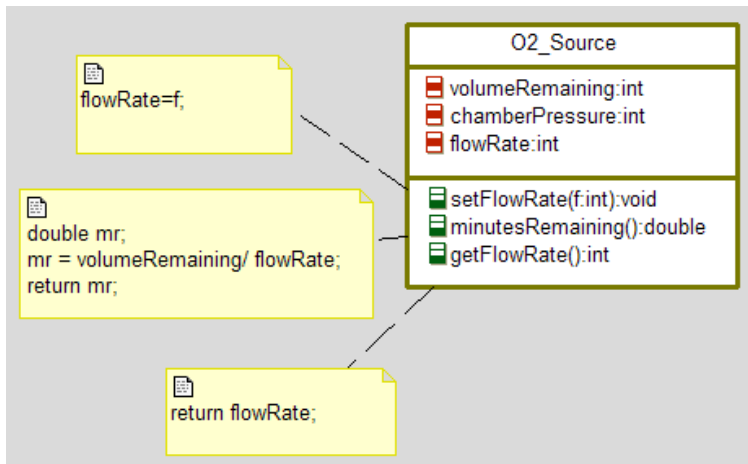 O2_Source
volumeRemaining:int
chamberPressure:int
flowRate:int
setFlowRate(f:int):void
minutesRemaining():double
getFlowRate():int
flowRate=f;
double mr;
mr = volumeRemaining/ flowRate;
return mr;
return flowRate;